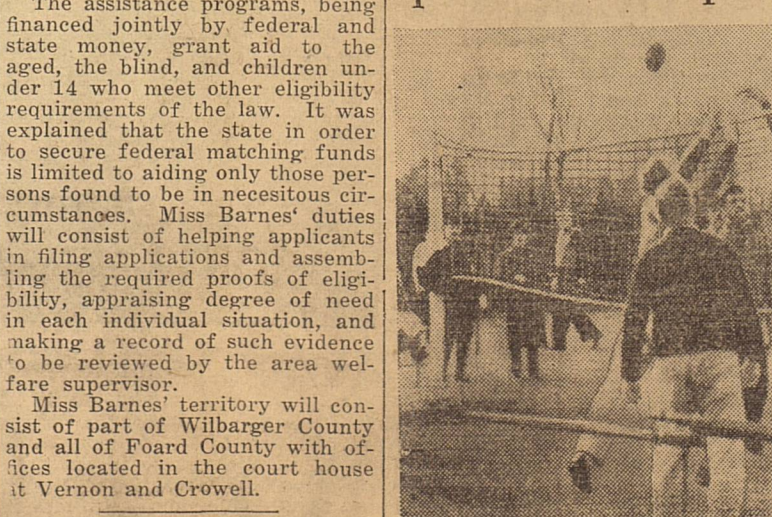 The assistance programs, being
financed jointly by federal and
state money, grant aid to the
aged, the blind, and children un-
der 14 who meet other eligibility
requirements of the law. It was
explained that the state in order
to secure federal matching funds
is limited to aiding only those per-
sons found to be in necesitous cir-
cumstances. Miss Barnes‘ duties
will consist of helping applicants
in filing applications and assemb-
ling the required proofs of eligi-
bility, appraising degree of need
in each individual situation, and
making a record of such evidence
to be reviewed by the area wel-
fare supervisor.
Miss Barnes’ territory will con-
sist of part of Wilbarger County
and all of Foard County with of-
fices located in the court house
at Vernon and Crowell.